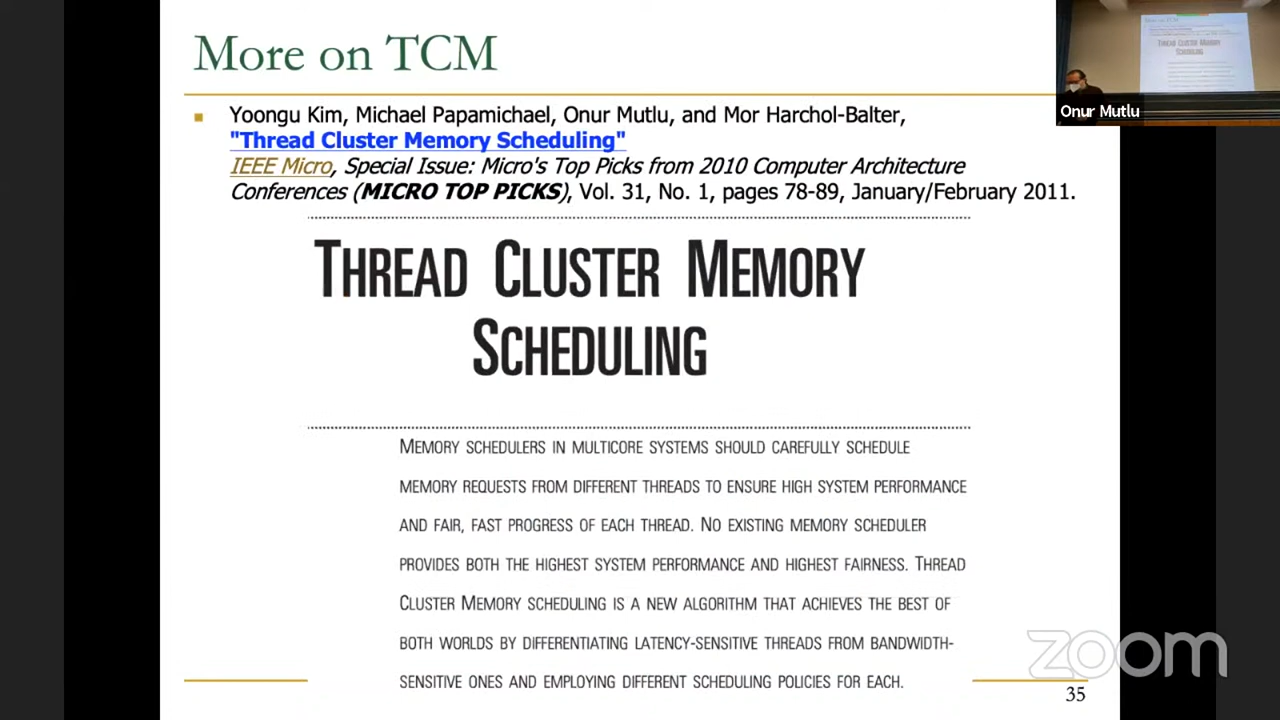 More on TCM
Yoongu Kim, Michael Papamichael, Onur Mutlu, and Mor Harchol-Balter,
"Thread Cluster Memory Scheduling"
IEEE Micro, Special Issue: Micro's Top Picks from 2010 Computer Architecture
Conferences (MICRO TOP PICKS), Vol. 31, No. 1, pages 78-89, January/February 2011.
THREAD CLUSTER MEMORY
SCHEDULING
MEMORY SCHEDULERS IN MULTICORE SYSTEMS SHOULD CAREFULLY SCHEDULE
MEMORY REQUESTS FROM DIFFERENT THREADS TO ENSURE HIGH SYSTEM PERFORMANCE
AND FAIR, FAST PROGRESS OF EACH THREAD. NO EXISTING MEMORY SCHEDULER
PROVIDES BOTH THE HIGHEST SYSTEM PERFORMANCE AND HIGHEST FAIRNESS. THREAD
CLUSTER MEMORY SCHEDULING IS A NEW ALGORITHM THAT ACHIEVES THE BEST OF
BOTH WORLDS BY DIFFERENTIATING LATENCY-SENSITIVE THREADS FROM BANDWIDTH-
SENSITIVE ONES AND EMPLOYING DIFFERENT SCHEDULING POLICIES FOR EACH.
35
THREAD CLUSTER MEMORY
SCHEDULING
Onur Mutlu
zoom